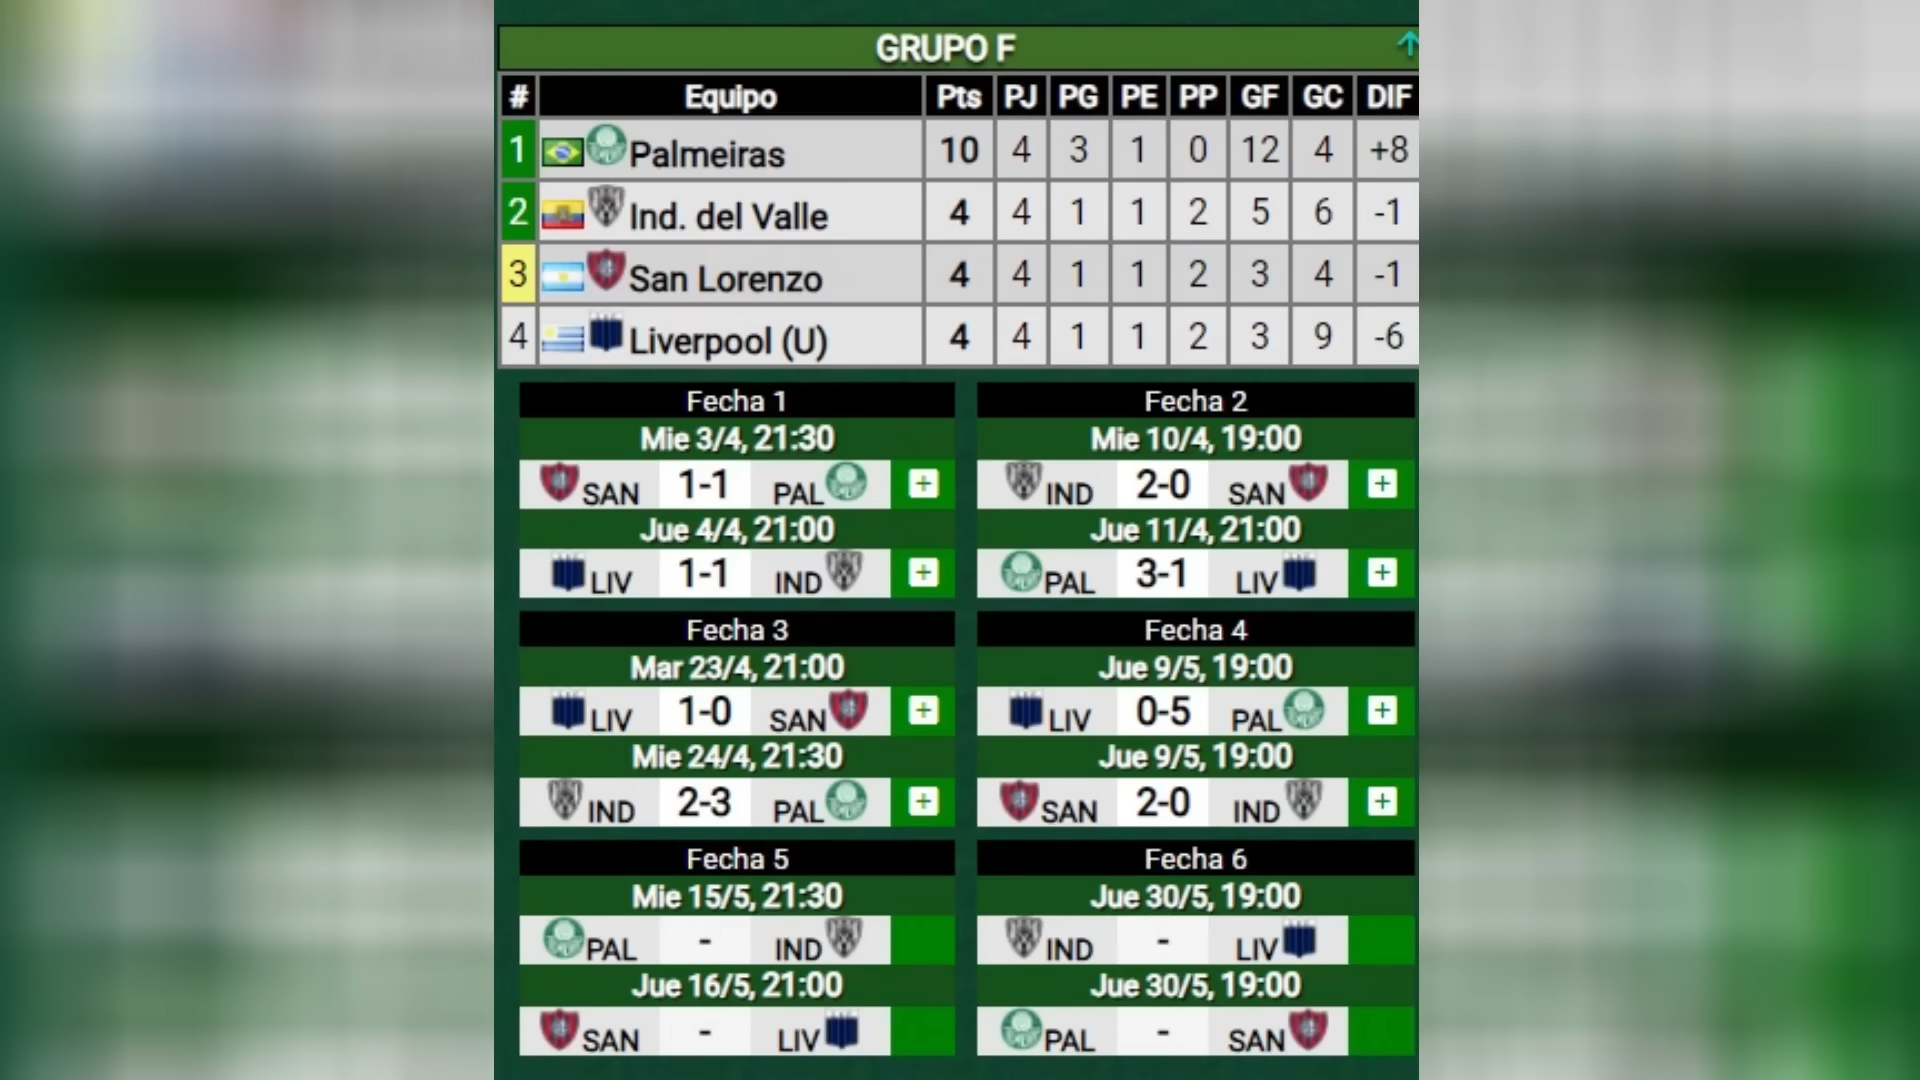 GRUPO F
# Equipo Pts PJ PG PE PP GF GC DIF
1 Palmeiras 10 4 3 1 0 12 4 +8
2 Ind. del Valle 4 4 1 1 2 5 6 -1
3 San Lorenzo 4 4 1 1 2 3 4 -1
4 Liverpool (U) 4 4 1 1 2 3 9 -6
Fecha 1
Mie 3/4, 21:30
SAN 1-1 PAL +
Jue 4/4, 21:00
LIV 1-1 IND +
Fecha 2
Mie 10/4, 19:00
IND 2-0 SAN +
Jue 11/4, 21:00
PAL 3-1 LIV +
Fecha 3
Mar 23/4, 21:00
LIV 1-0 SAN +
Mie 24/4, 21:30
IND 2-3 PAL +
Fecha 4
Jue 9/5, 19:00
LIV 0-5 PAL +
Jue 9/5, 19:00
SAN 2-0 IND +
Fecha 5
Mie 15/5, 21:30
PAL - IND
Jue 16/5, 21:00
SAN - LIV
Fecha 6
Jue 30/5, 19:00
IND - LIV
Jue 30/5, 19:00
PAL - SAN